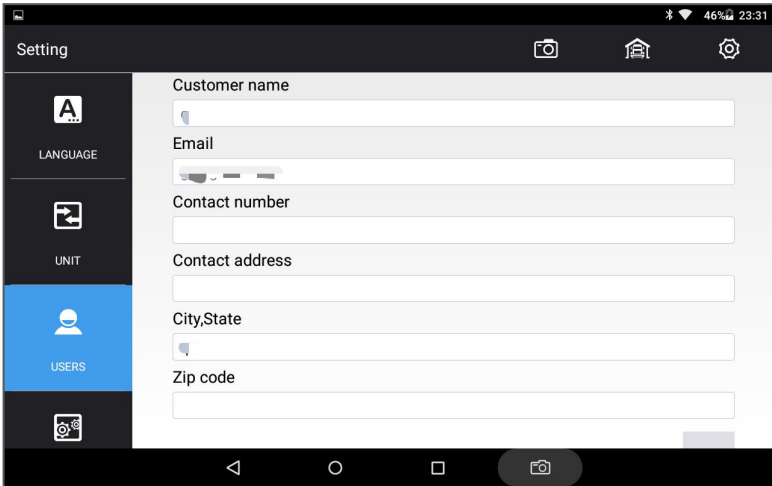 46% 23:31
Setting
Customer name
Email
Contact number
Contact address
City,State
Zip code
LANGUAGE
UNIT
USERS